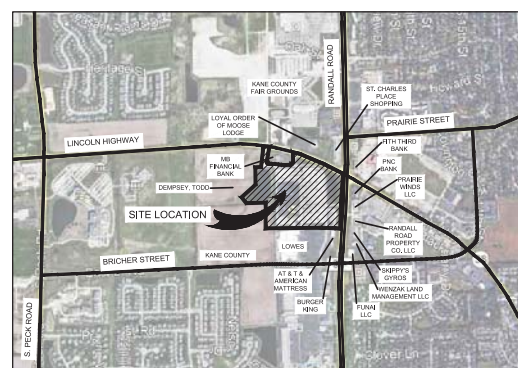 KANE COUNTY
FAIR GROUNDS
RANDALL ROAD
ST. CHARLES
PLACE
SHOPPING
LOYAL ORDER
OF MOOSE
LODGE
PRAIRIE STREET
LINCOLN HIGHWAY
FITH THIRD
BANK
MB
FINANCIAL
BANK
PNC
BANK
DEMPSEY, TODD
PRAIRIE
WINDS
LLC
SITE LOCATION
RANDALL
ROAD
PROPERTY
CO, LLC
LOWES
BRICHER STREET
KANE COUNTY
SKIPPY'S
GYROS
AT & T &
AMERICAN
MATTRESS
WENZAK LAND
MANAGEMENT LLC
BURGER
KING
FUNAI
LLC
S. PECK ROAD